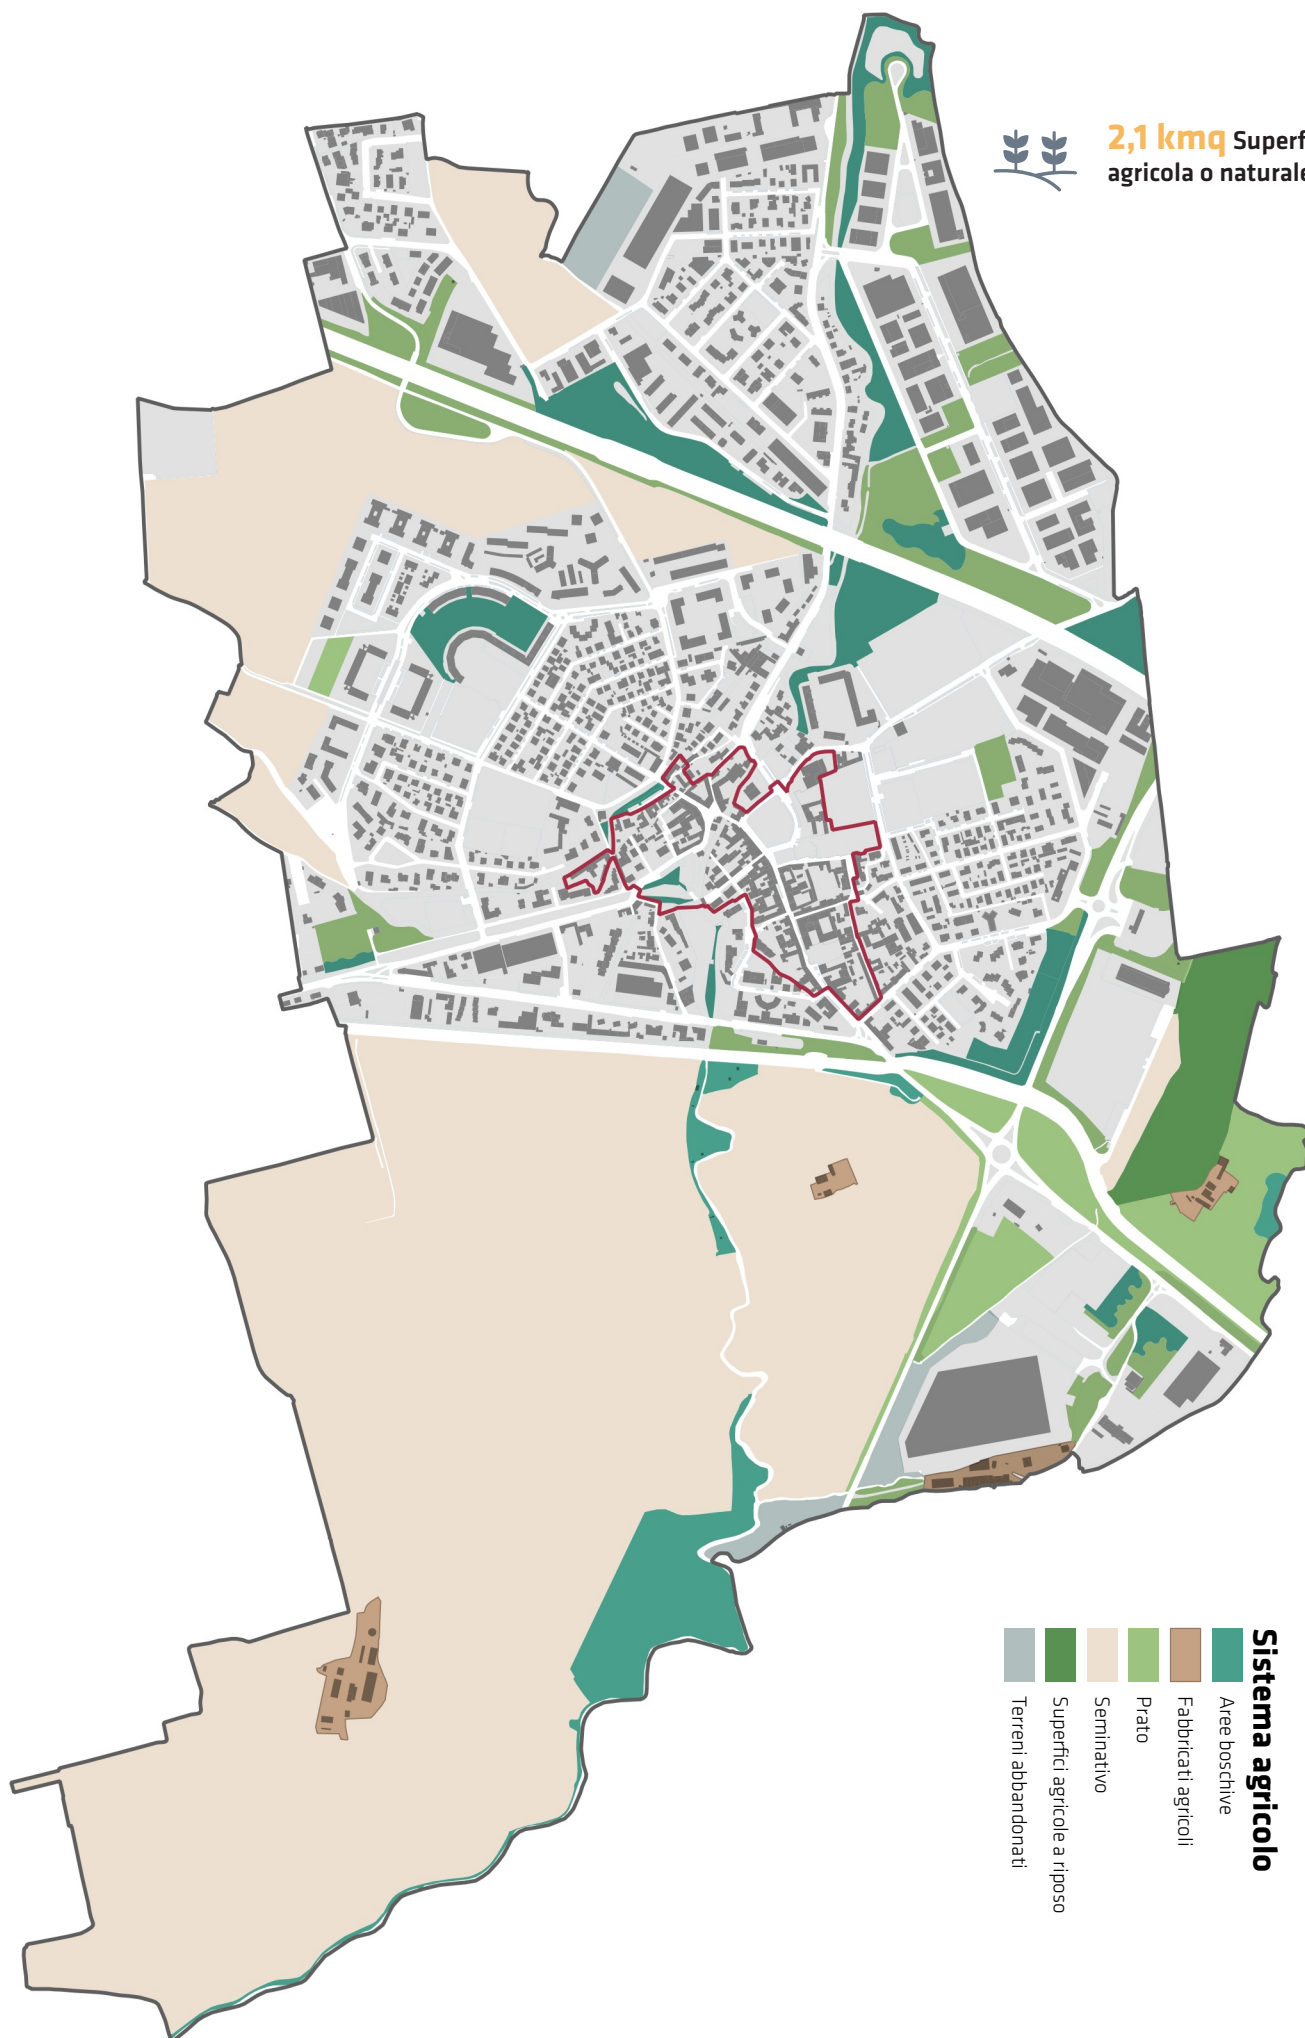 2,1 kmq Superf
agricola o naturale
Sistema agricolo
Aree boschive
Fabbricati agricoli
Prato
Seminativo
Superfici agricole a riposo
Terreni abbandonati